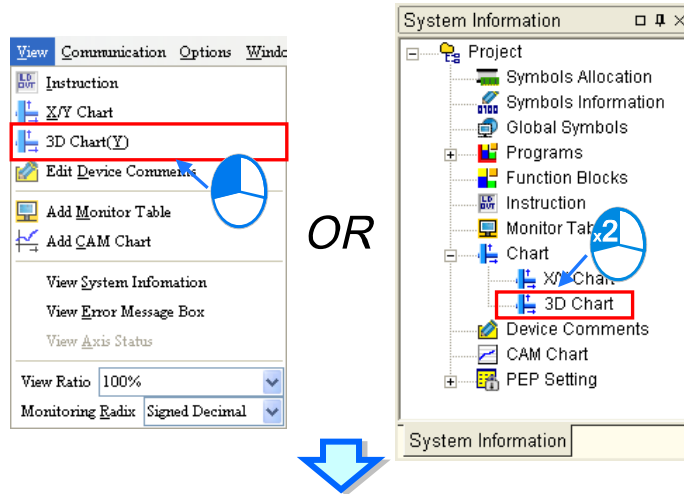 View Communication Options
Instruction
X/Y Chart
3D Chart(Y)
Edit Device
Add Monitor Table
Add CAM Chart
View System Infomation
View Error Message Box
View Axis Status
View Ratio 100%
Monitoring Radix Signed Decimal
OR
System Information
Project
Symbols Allocation
Symbols Information
Global Symbols
Programs
Function Blocks
Instruction
Monitor
x2
Chart
Chart
3D Chart
Device Comments
CAM Chart
PEP Setting
System Information